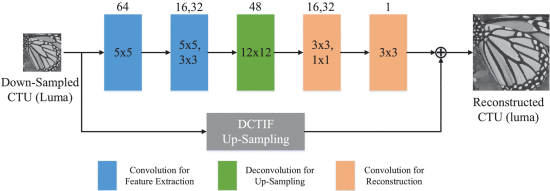 64
16,32
48
16,32
1
5x5
5x5,
3x3
12x12
3x3,
1x1
3x3
Down-Sampled
CTU (Luma)
DCTIF
Up-Sampling
Reconstructed
CTU (luma)
Convolution for
Feature Extraction
Deconvolution for
Up-Sampling
Convolution for
Reconstruction